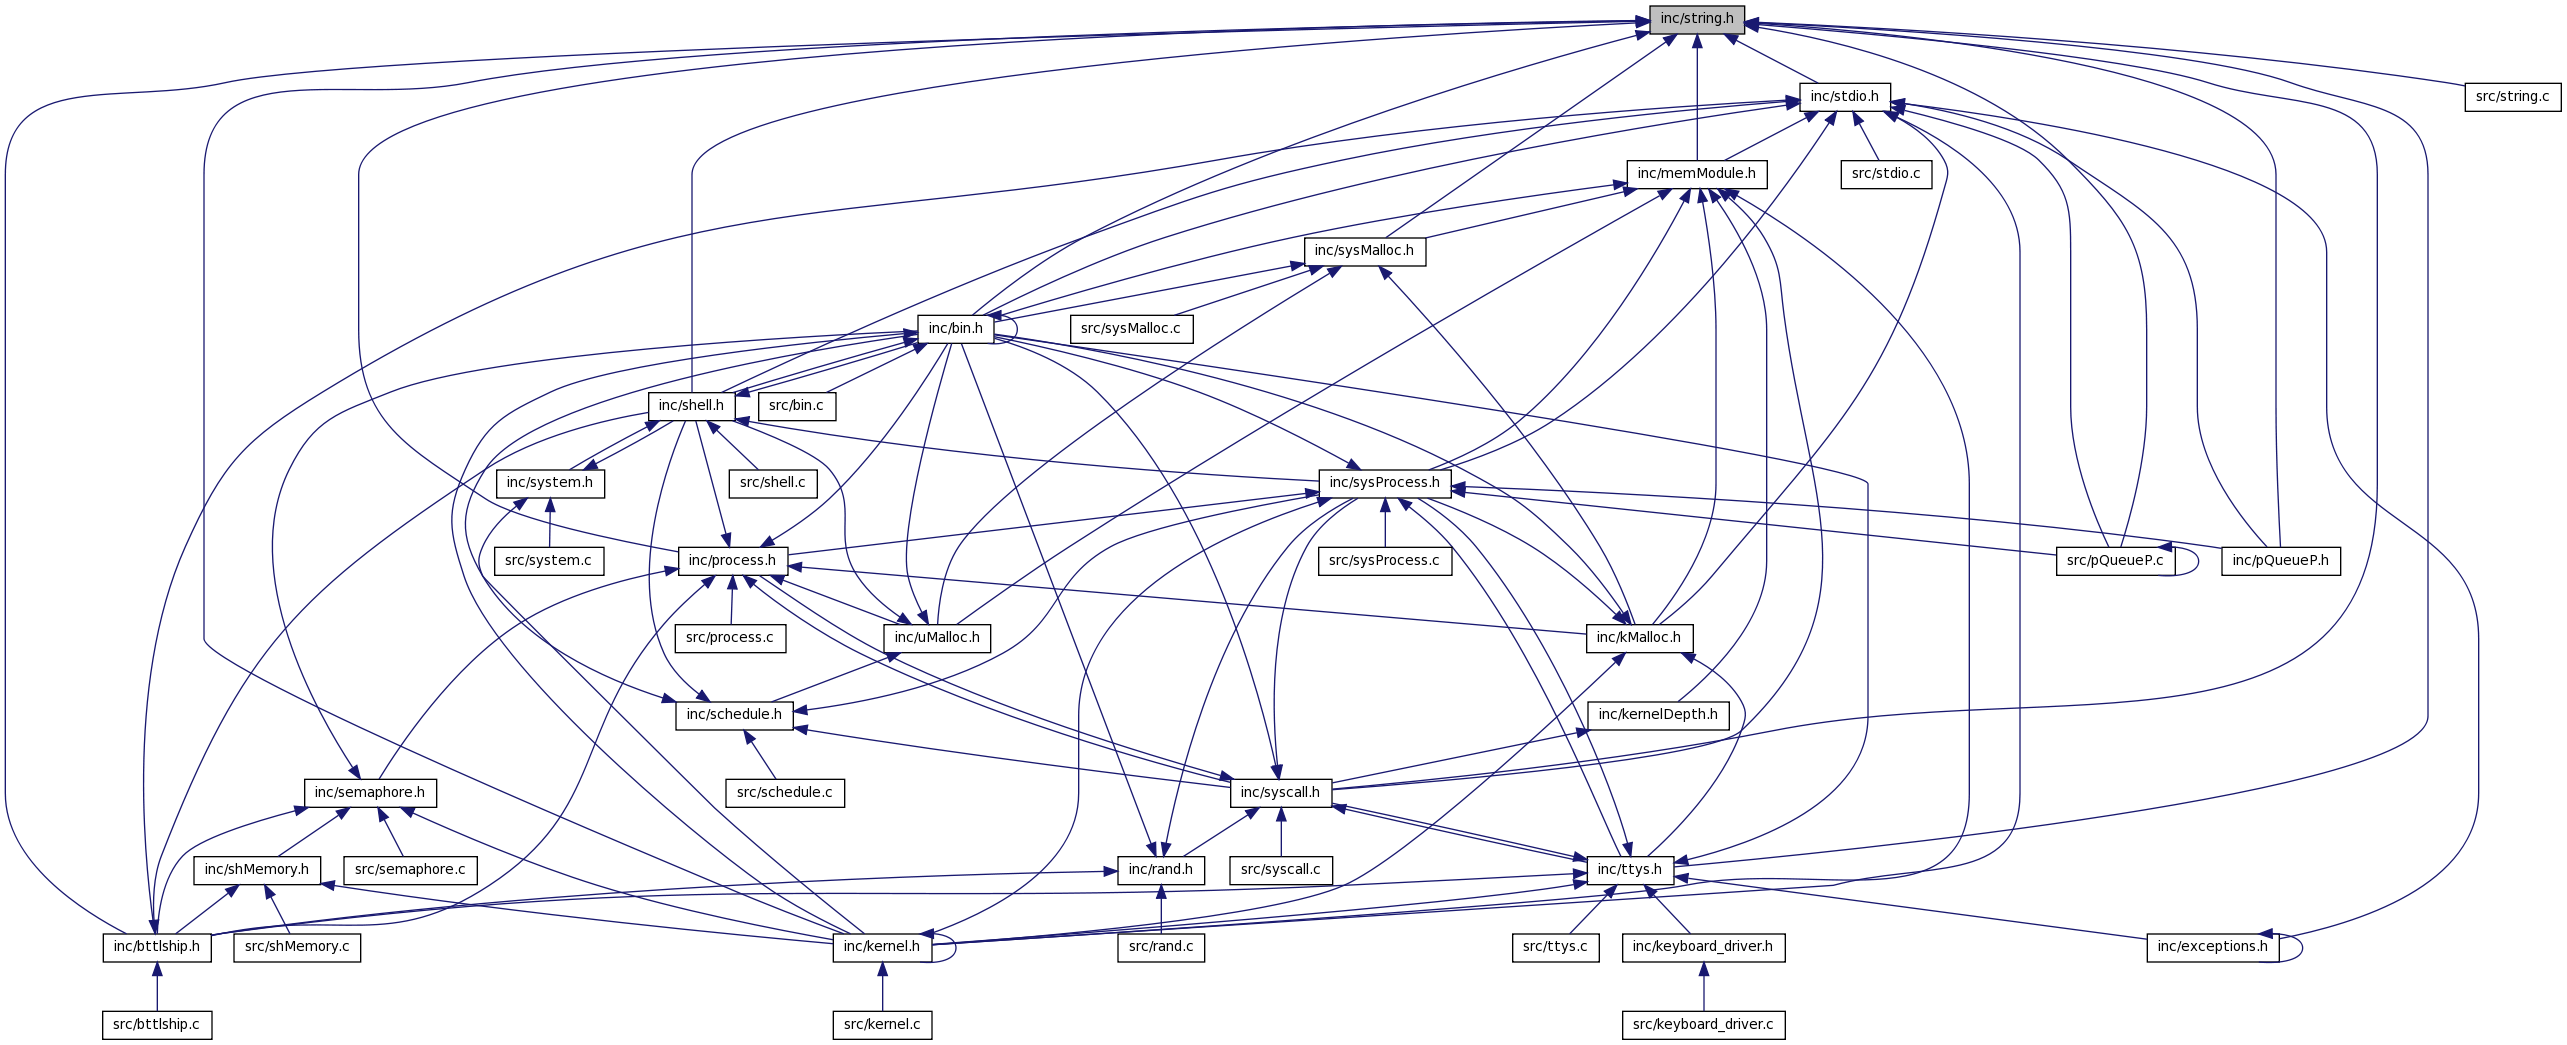 inc/string.h
inc/stdio.h
src/string.c
inc/memModule.h
src/stdio.c
inc/sysMalloc.h
inc/bin.h
src/sysMalloc.c
inc/shell.h
src/bin.c
inc/system.h
src/shell.c
inc/sysProcess.h
src/system.c
inc/process.h
src/sysProcess.c
src/pQueueP.c
inc/pQueueP.h
src/process.c
inc/uMalloc.h
inc/kMalloc.h
inc/schedule.h
inc/kernelDepth.h
inc/semaphore.h
src/schedule.c
inc/syscall.h
inc/shMemory.h
src/semaphore.c
inc/rand.h
src/syscall.c
inc/ttys.h
inc/bttlship.h
src/shMemory.c
inc/kernel.h
src/rand.c
src/ttys.c
inc/keyboard_driver.h
inc/exceptions.h
src/bttlship.c
src/kernel.c
src/keyboard_driver.c